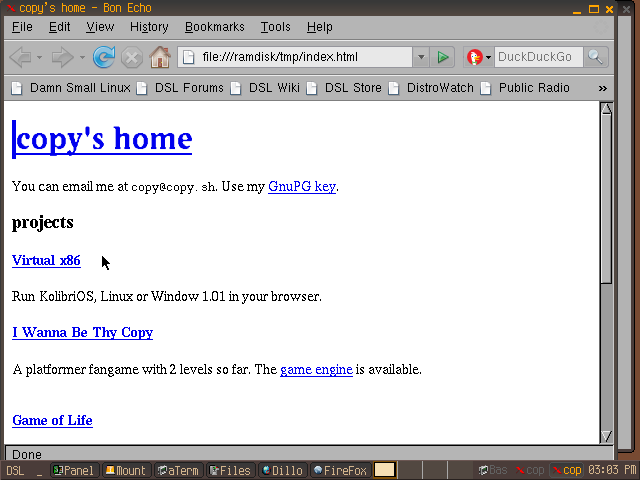 copy's home - Bon Echo
File Edit View History Bookmarks Tools Help
file:///ramdisk/tmp/index.html DuckDuckGo
Damn Small Linux DSL Forums DSL Wiki DSL Store DistroWatch Public Radio »
copy's home
You can email me at copy@copy.sh. Use my GnuPG key.
projects
Virtual x86
Run KolibriOS, Linux or Window 1.01 in your browser.
I Wanna Be Thy Copy
A platformer fangame with 2 levels so far. The game engine is available.
Game of Life
Done
DSL _ Panel Mount aTerm Files Dillo FireFox Bas cop cop 03:03 PM